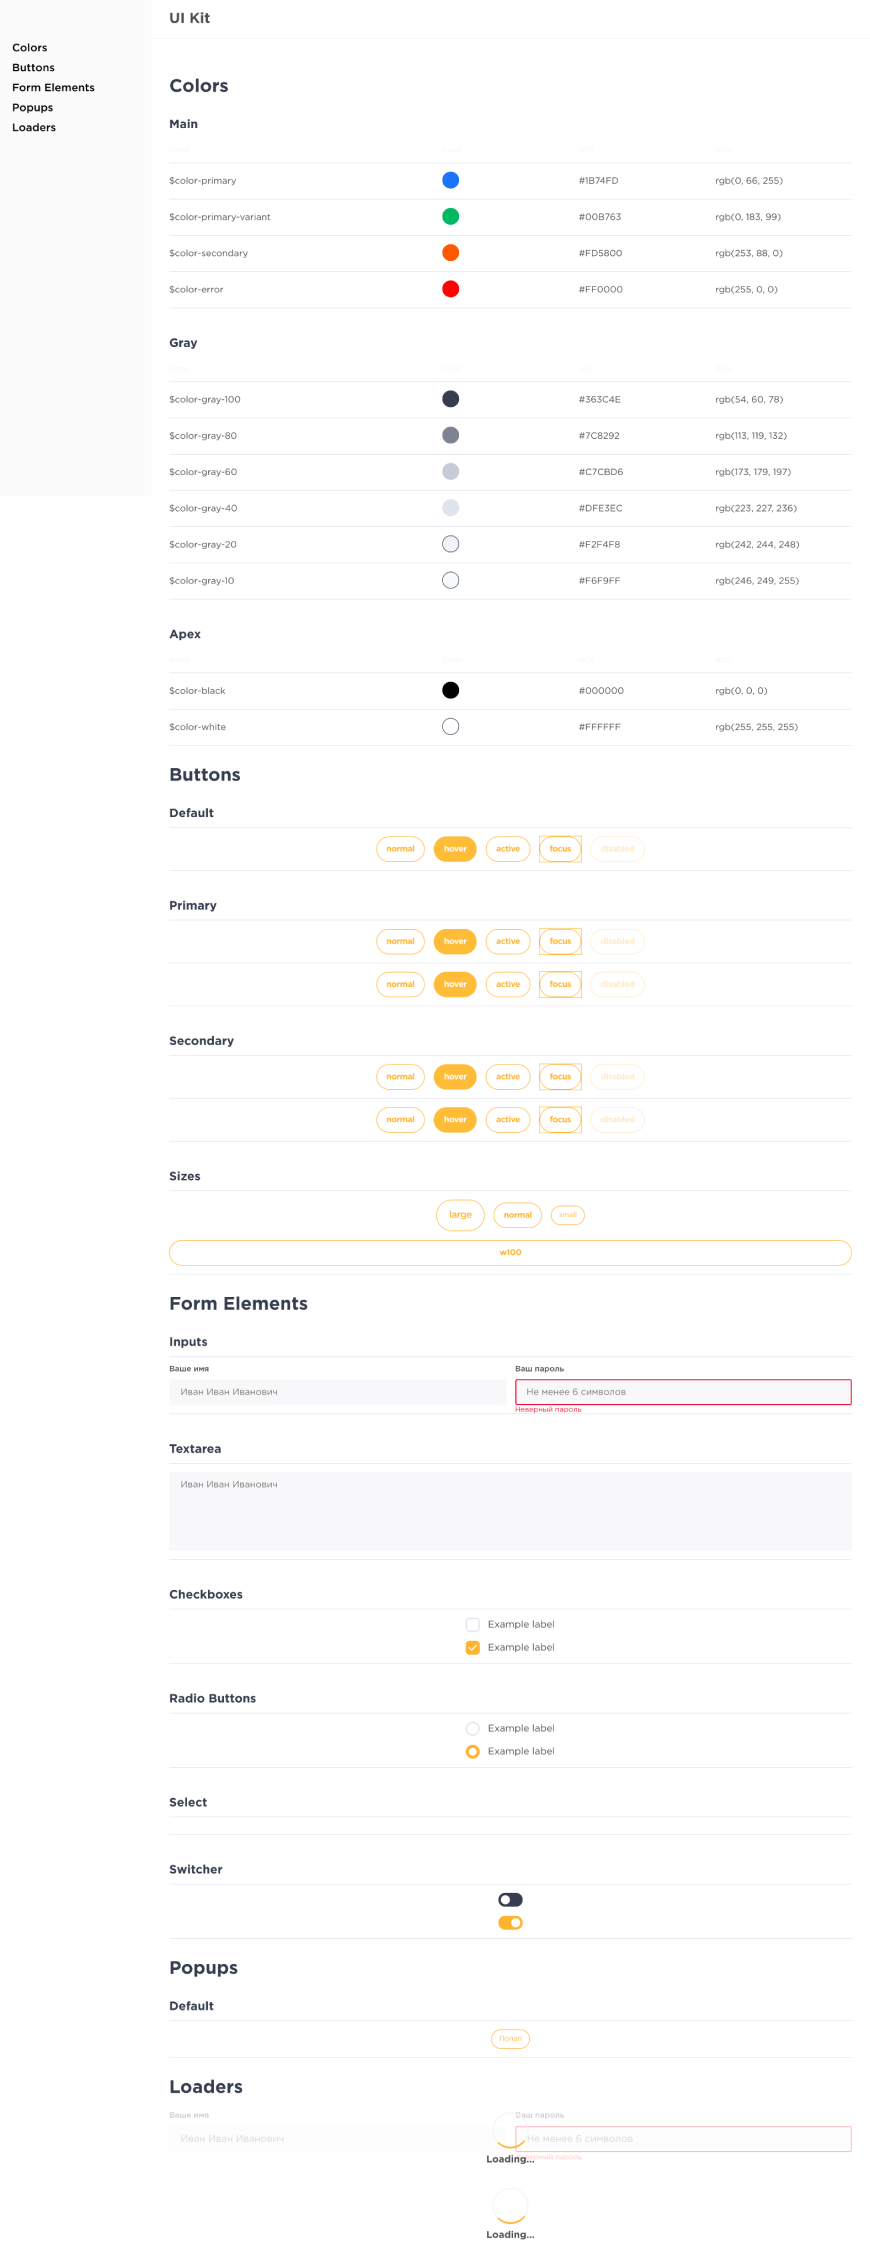 UI Kit
Colors
Buttons
Form Elements
Popups
Loaders
Colors
Main
$color-primary #1B74FD rgb(0, 66, 255)
$color-primary-variant #00B763 rgb(0, 183, 99)
$color-secondary #FD5800 rgb(253, 88, 0)
$color-error #FF0000 rgb(255, 0, 0)
Gray
$color-gray-100 #363C4E rgb(54, 60, 78)
$color-gray-80 #7C8292 rgb(113, 119, 132)
$color-gray-60 #C7CBD6 rgb(173, 179, 197)
$color-gray-40 #DFE3EC rgb(223, 227, 236)
$color-gray-20 #F2F4F8 rgb(242, 244, 248)
$color-gray-10 #F6F9FF rgb(246, 249, 255)
Apex
$color-black #000000 rgb(0, 0, 0)
$color-white #FFFFFF rgb(255, 255, 255)
Buttons
Default
normal hover active focus disabled
Primary
normal hover active focus disabled
normal hover active focus disabled
Secondary
normal hover active focus disabled
normal hover active focus disabled
Sizes
large normal small
w100
Form Elements
Inputs
Ваше имя Ваш пароль
Иван Иван Иванович Не менее 6 символов
Неверный пароль
Textarea
Иван Иван Иванович
Checkboxes
Example label
Example label
Radio Buttons
Example label
Example label
Select
Switcher
Popups
Default
Попап
Loaders
Ваше имя Ваш пароль
Иван Иван Иванович Не менее 6 символов
Loading...
Loading...